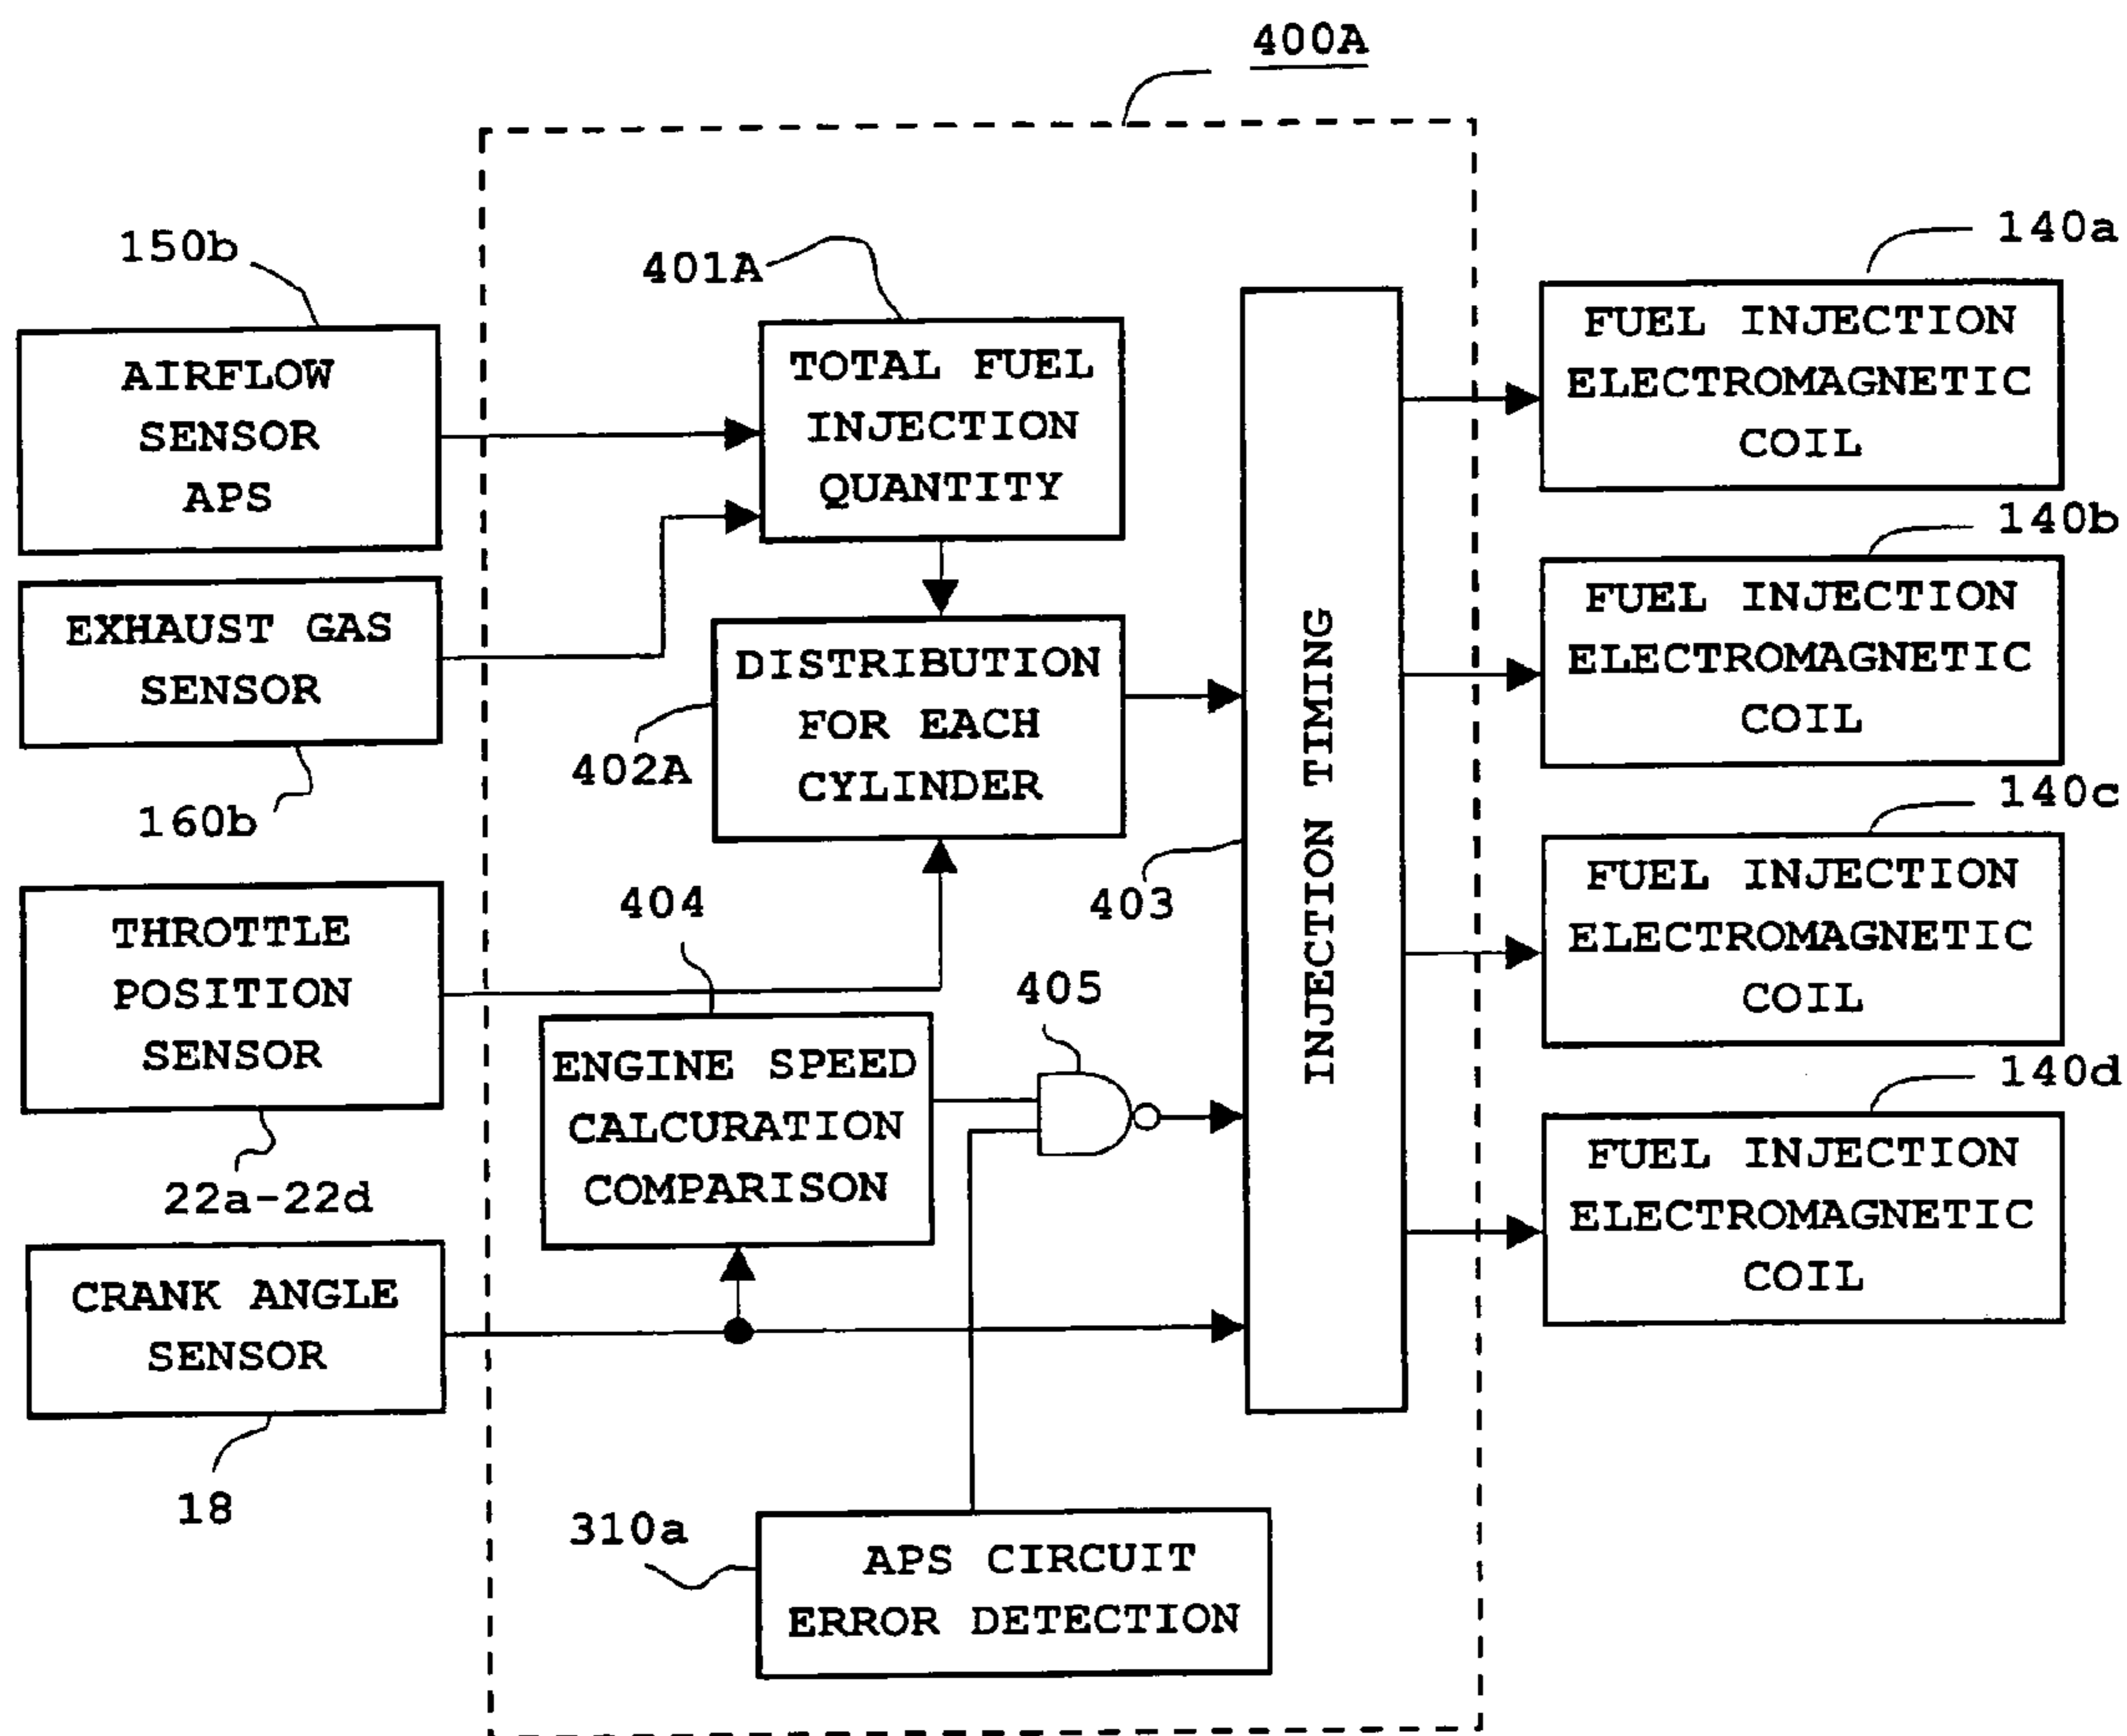 400A
150b
AIRFLOW
SENSOR
APS
EXHAUST GAS
SENSOR
160b
THROTTLE
POSITION
SENSOR
22a-22d
CRANK ANGLE
SENSOR
18
401A
TOTAL FUEL
INJECTION
QUANTITY
DISTRIBUTION
FOR EACH
CYLINDER
402A
404
ENGINE SPEED
CALCURATION
COMPARISON
405
310a
APS CIRCUIT
ERROR DETECTION
403
INJECTION TIMING
140a
FUEL INJECTION
ELECTROMAGNETIC
COIL
140b
FUEL INJECTION
ELECTROMAGNETIC
COIL
140c
FUEL INJECTION
ELECTROMAGNETIC
COIL
140d
FUEL INJECTION
ELECTROMAGNETIC
COIL